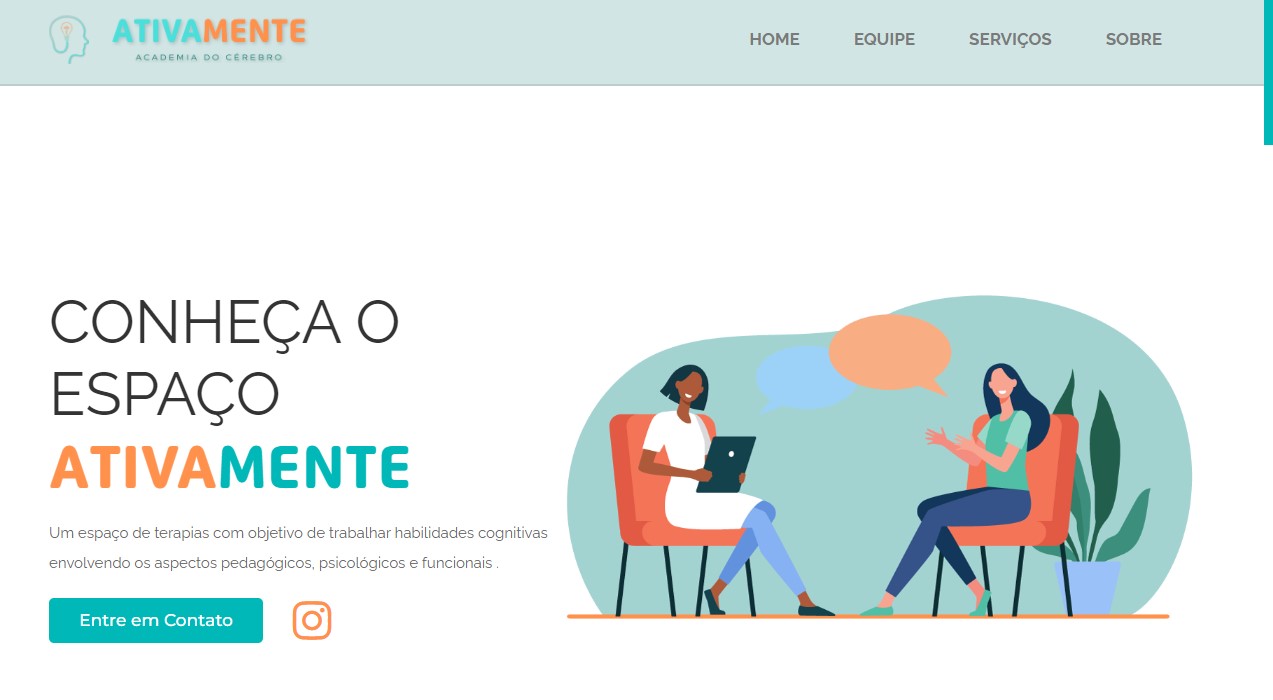 ATIVAMENTE
ACADEMIA DO CÉREBRO
HOME
EQUIPE
SERVIÇOS
SOBRE
CONHEÇA O
ESPAÇO
ATIVAMENTE
Um espaço de terapias com objetivo de trabalhar habilidades cognitivas
envolvendo os aspectos pedagógicos, psicológicos e funcionais .
Entre em Contato